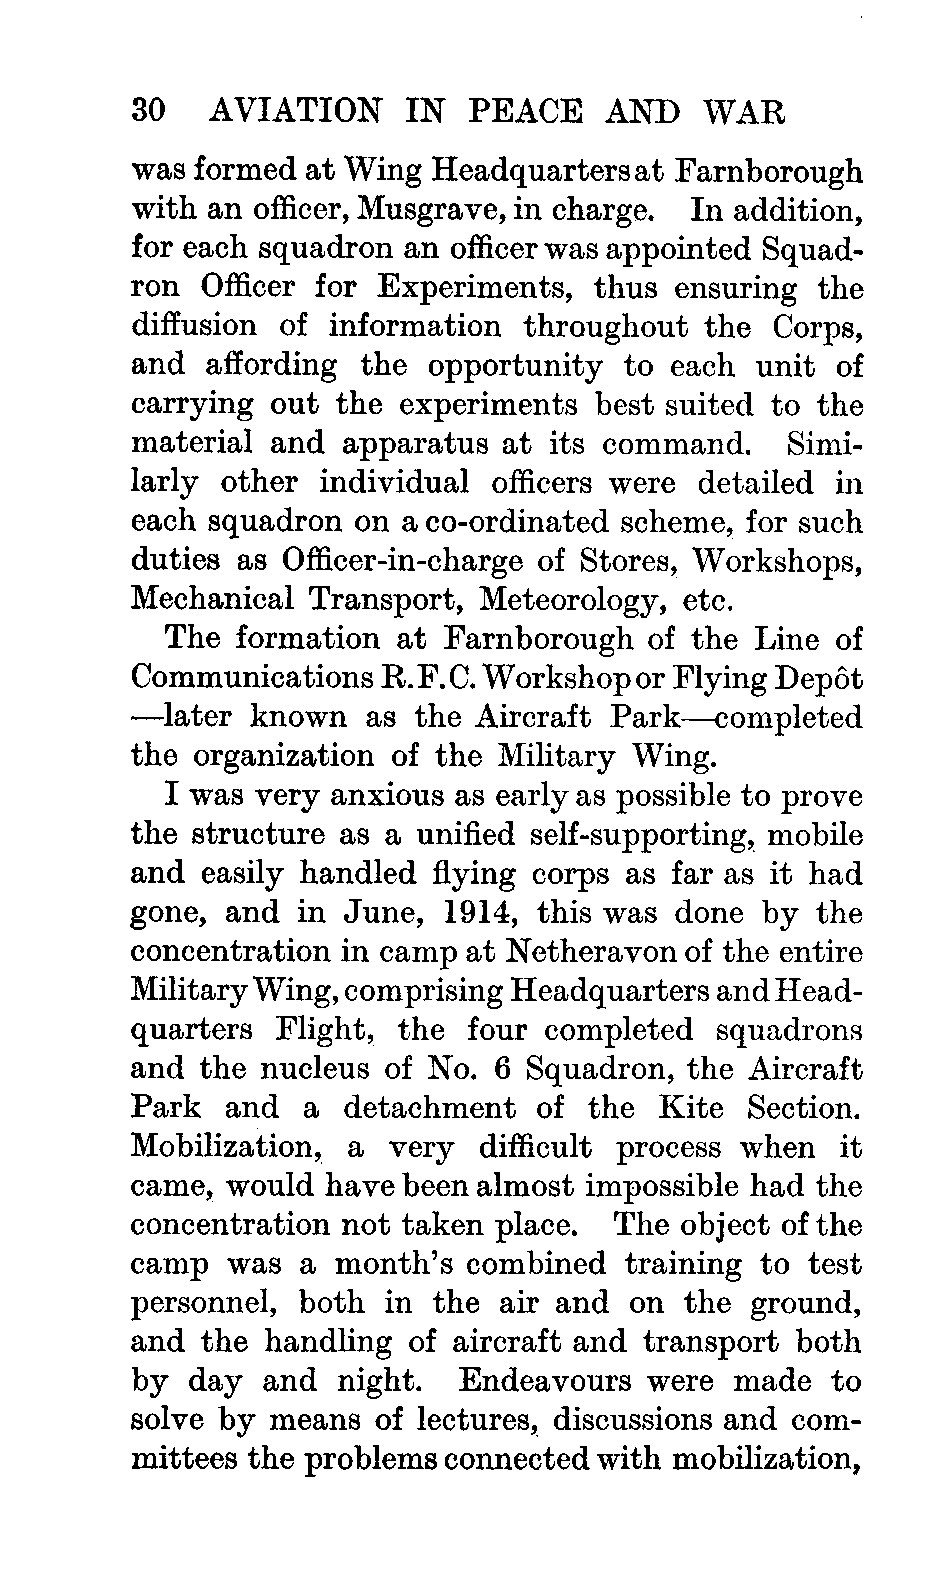 30 AVIATION IN PEACE AND WAR
was formed at Wing Headquarters at Farnborough
with an officer, Musgrave, in charge. In addition,
for each squadron an officer was appointed Squad-
ron Officer for Experiments, thus ensuring the
diffusion of information throughout the Corps,
and affording the opportunity to each unit of
carrying out the experiments best suited to the
material and apparatus at its command. Simi-
larly other individual officers were detailed in
each squadron on a co-ordinated scheme, for such
duties as Officer-in-charge of Stores, Workshops,
Mechanical Transport, Meteorology, etc.
The formation at Farnborough of the Line of
Communications R.F.C. Workshop or Flying Depôt
—later known as the Aircraft Park—completed
the organization of the Military Wing.
I was very anxious as early as possible to prove
the structure as a unified self-supporting, mobile
and easily handled flying corps as far as it had
gone, and in June, 1914, this was done by the
concentration in camp at Netheravon of the entire
Military Wing, comprising Headquarters and Head-
quarters Flight, the four completed squadrons
and the nucleus of No. 6 Squadron, the Aircraft
Park and a detachment of the Kite Section.
Mobilization, a very difficult process when it
came, would have been almost impossible had the
concentration not taken place. The object of the
camp was a month's combined training to test
personnel, both in the air and on the ground,
and the handling of aircraft and transport both
by day and night. Endeavours were made to
solve by means of lectures, discussions and com-
mittees the problems connected with mobilization,